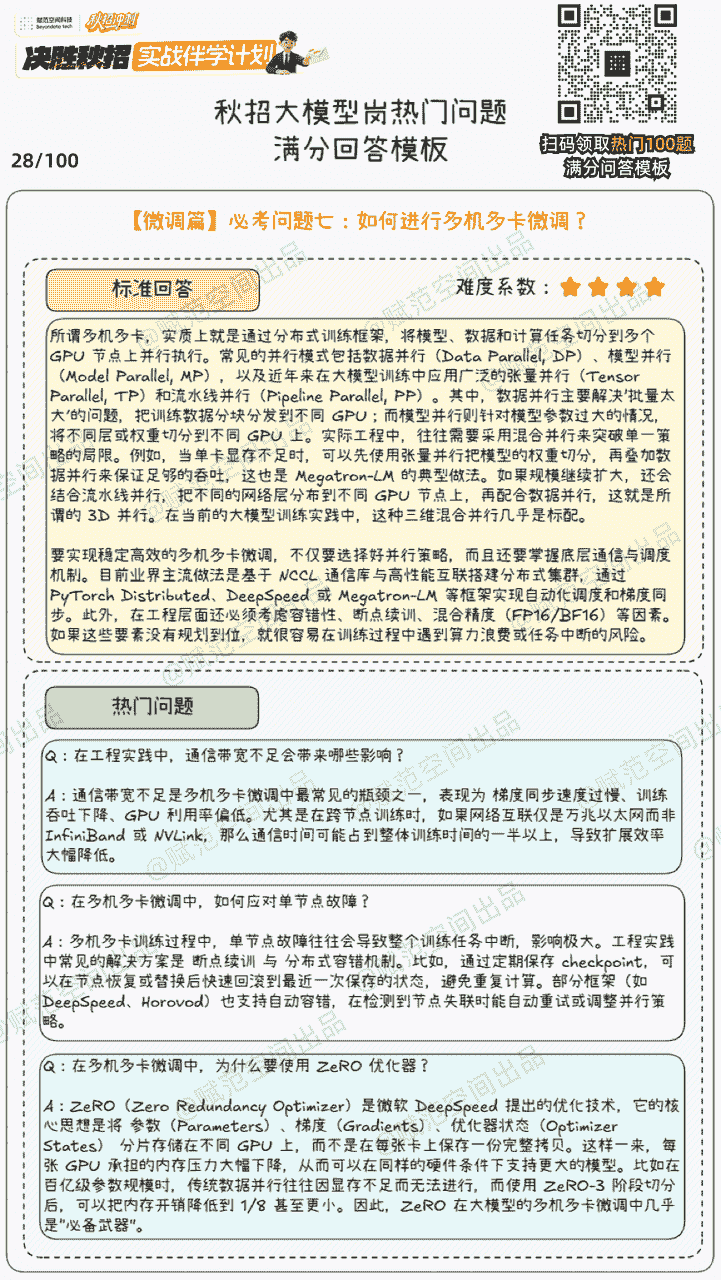 赋范空间科技
Beyondata tech
秋招冲刺
决胜秋招 实战伴学计划
秋招大模型岗热门问题
满分回答模板
28/100
扫码领取热门100题
满分问答模板
【微调篇】必考问题七：如何进行多机多卡微调？
标准回答
难度系数：
所谓多机多卡，实质上就是通过分布式训练框架，将模型、数据和计算任务切分到多个
GPU 节点上并行执行。常见的并行模式包括数据并行（Data Parallel, DP）、模型并行
（Model Parallel, MP），以及近年来在大模型训练中应用广泛的张量并行（Tensor
Parallel, TP）和流水线并行（Pipeline Parallel, PP）。其中，数据并行主要解决'批量太
大'的问题，把训练数据分块分发到不同 GPU；而模型并行则针对模型参数过大的情况，
将不同层或权重切分到不同 GPU 上。实际工程中，往往需要采用混合并行来突破单一策
略的局限。例如，当单卡显存不足时，可以先使用张量并行把模型的权重切分，再叠加数
据并行来保证足够的吞吐，这也是 Megatron-LM 的典型做法。如果规模继续扩大，还会
结合流水线并行，把不同的网络层分布到不同 GPU 节点上，再配合数据并行，这就是所
谓的 3D 并行。在当前的大模型训练实践中，这种三维混合并行几乎是标配。
要实现稳定高效的多机多卡微调，不仅要选择好并行策略，而且还要掌握底层通信与调度
机制。目前业界主流做法是基于 NCCL 通信库与高性能互联搭建分布式集群，通过
PyTorch Distributed、DeepSpeed 或 Megatron-LM 等框架实现自动化调度和梯度同
步。此外，在工程层面还必须考虑容错性、断点续训、混合精度（FP16/BF16）等因素。
如果这些要素没有规划到位，就很容易在训练过程中遇到算力浪费或任务中断的风险。
热门问题
Q：在工程实践中，通信带宽不足会带来哪些影响？
A：通信带宽不足是多机多卡微调中最常见的瓶颈之一，表现为 梯度同步速度过慢、训练
吞吐下降、GPU 利用率偏低。尤其是在跨节点训练时，如果网络互联仅是万兆以太网而非
InfiniBand 或 NVLink，那么通信时间可能占到整体训练时间的一半以上，导致扩展效率
大幅降低。
Q：在多机多卡微调中，如何应对单节点故障？
A：多机多卡训练过程中，单节点故障往往会导致整个训练任务中断，影响极大。工程实践
中常见的解决方案是 断点续训 与 分布式容错机制。比如，通过定期保存 checkpoint，可
以在节点恢复或替换后快速回滚到最近一次保存的状态，避免重复计算。部分框架（如
DeepSpeed、Horovod）也支持自动容错，在检测到节点失联时能自动重试或调整并行策
略。
Q：在多机多卡微调中，为什么要使用 ZeRO 优化器？
A：ZeRO（Zero Redundancy Optimizer）是微软 DeepSpeed 提出的优化技术，它的核
心思想是将 参数（Parameters）、梯度（Gradients）、优化器状态（Optimizer
States） 分片存储在不同 GPU 上，而不是在每张卡上保存一份完整拷贝。这样一来，每
张 GPU 承担的内存压力大幅下降，从而可以在同样的硬件条件下支持更大的模型。比如在
百亿级参数规模时，传统数据并行往往因显存不足而无法进行，而使用 ZeRO-3 阶段切分
后，可以把内存开销降低到 1/8 甚至更小。因此，ZeRO 在大模型的多机多卡微调中几乎
是"必备武器"。
@赋范空间出品